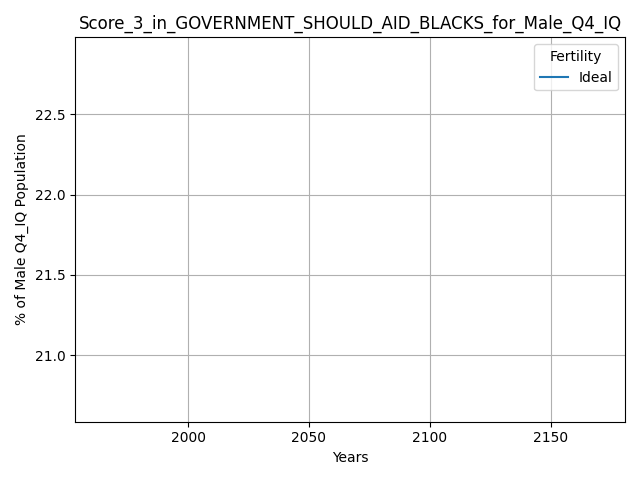 Score_3_in_GOVERNMENT_SHOULD_AID_BLACKS_for_Male_Q4_IQ
Fertility
Ideal
22.5
22.0
21.5
21.0
% of Male Q4_IQ Population
2000 2050 2100 2150
Years